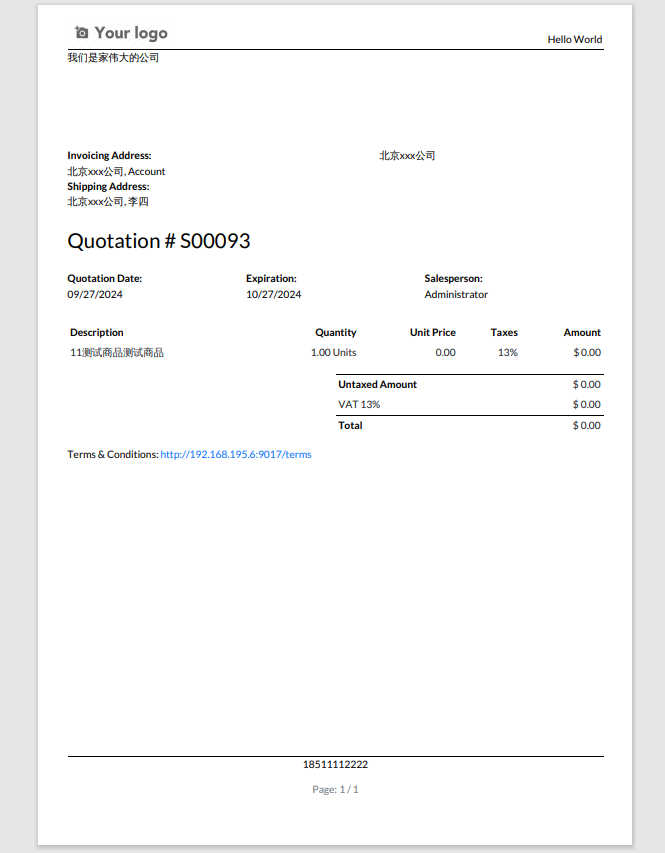 Your logo
Hello World
我们是家伟大的公司
Invoicing Address: 北京xxx公司
北京xxx公司, Account
Shipping Address:
北京xxx公司, 李四
Quotation # S00093
Quotation Date: Expiration: Salesperson:
09/27/2024 10/27/2024 Administrator
Description Quantity Unit Price Taxes Amount
11测试商品测试商品 1.00 Units 0.00 13% $ 0.00
Untaxed Amount $ 0.00
VAT 13% $ 0.00
Total $ 0.00
Terms & Conditions: http://192.168.195.6:9017/terms
18511112222
Page: 1 / 1